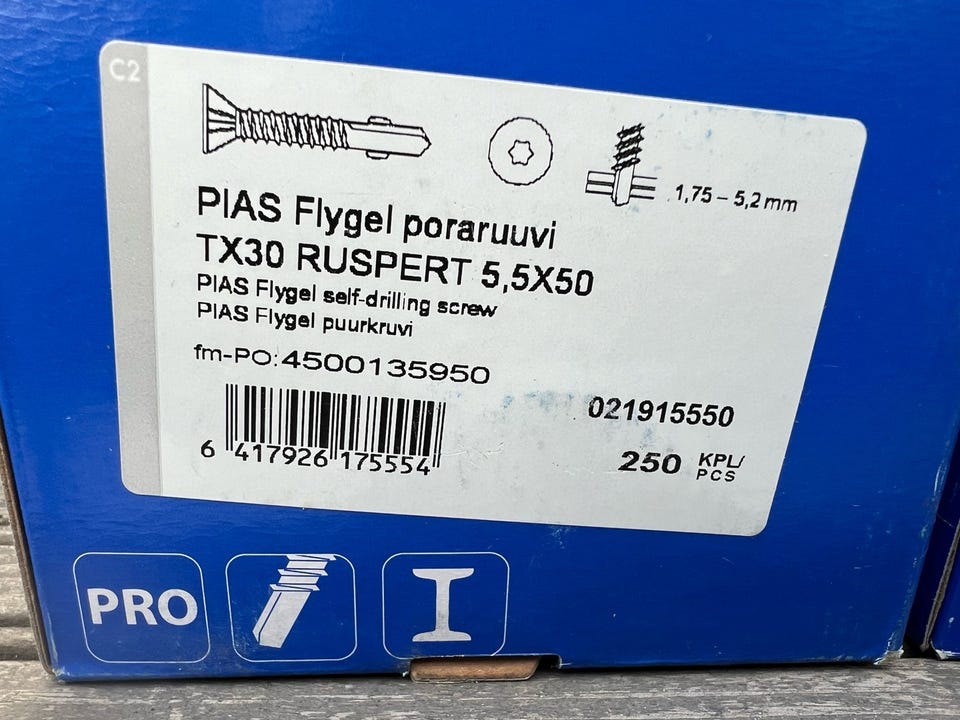 C2
1,75 – 5,2 mm
PIAS Flygel poraruuvi
TX30 RUSPERT 5,5X50
PIAS Flygel self-drilling screw
PIAS Flygel puurkruvi
fm-PO: 4500135950
6 417926 175554
021915550
250 KPL/
PCS
PRO